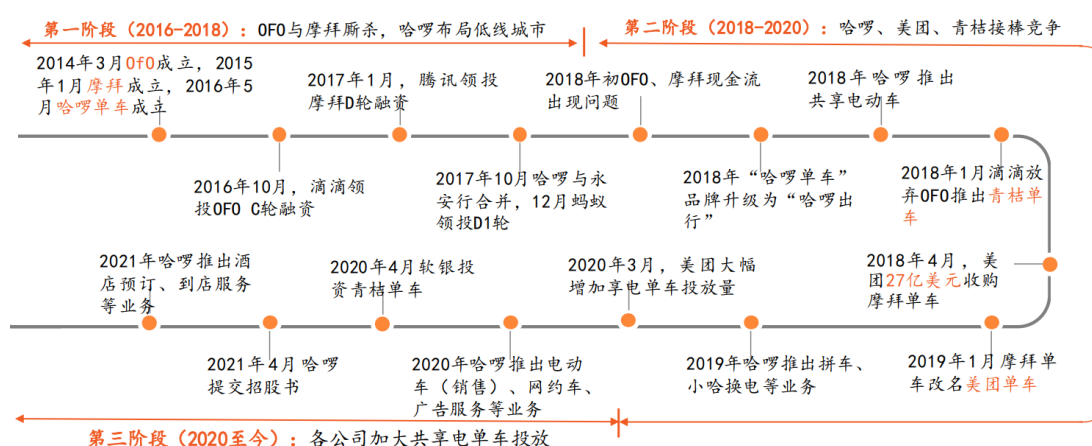 第一阶段（2016-2018）：OFO与摩拜厮杀，哈啰布局低线城市
第二阶段（2018-2020）：哈啰、美团、青桔接棒竞争
2014年3月OfO成立，2015
年1月摩拜成立，2016年5
月哈啰单车成立
2017年1月，腾讯领投
摩拜D轮融资
2018年初OFO、摩拜现金流
出现问题
2018年哈啰推出
共享电动车
2016年10月，滴滴领
投OFO C轮融资
2017年10月哈啰与永
安行合并，12月蚂蚁
领投D1轮
2018年“哈啰单车”
品牌升级为“哈啰出
行”
2018年1月滴滴放
弃OFO推出青桔单
车
2018年4月，美
团27亿美元收购
摩拜单车
2019年1月摩拜单
车改名美团单车
2019年哈啰推出拼车、
小哈换电等业务
2020年3月，美团大幅
增加享电单车投放量
2020年哈啰推出电动
车（销售）、网约车、
广告服务等业务
2020年4月软银投
资青桔单车
2021年4月哈啰
提交招股书
2021年哈啰推出酒
店预订、到店服务
等业务
第三阶段（2020至今）：各公司加大共享电单车投放